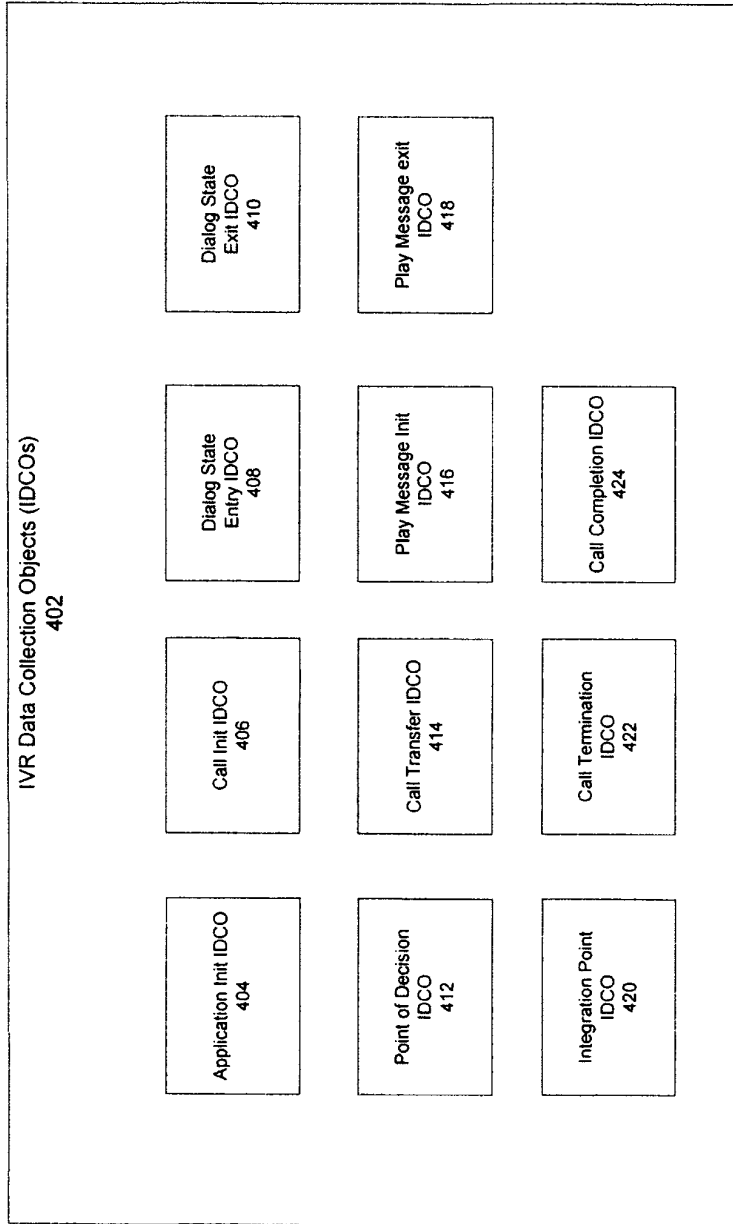 IVR Data Collection Objects (IDCOs)
402
Application Init IDCO
404
Call Init IDCO
406
Dialog State
Entry IDCO
408
Dialog State
Exit IDCO
410
Point of Decision
IDCO
412
Call Transfer IDCO
414
Play Message Init
IDCO
416
Play Message exit
IDCO
418
Integration Point
IDCO
420
Call Termination
IDCO
422
Call Completion IDCO
424